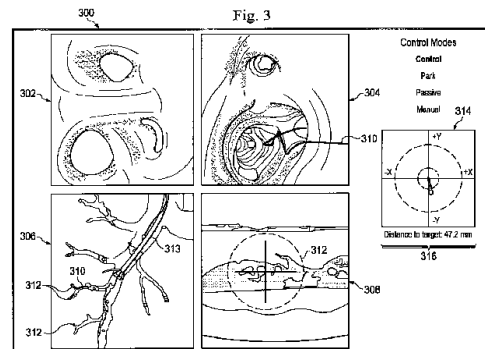 Fig. 3
300
302
304
310
306
310
313
312
312
312
308
Control Modes
Control
Park
Passive
Manual
314
+Y
-X
+X
-Y
Distance to target: 47.2 mm
316